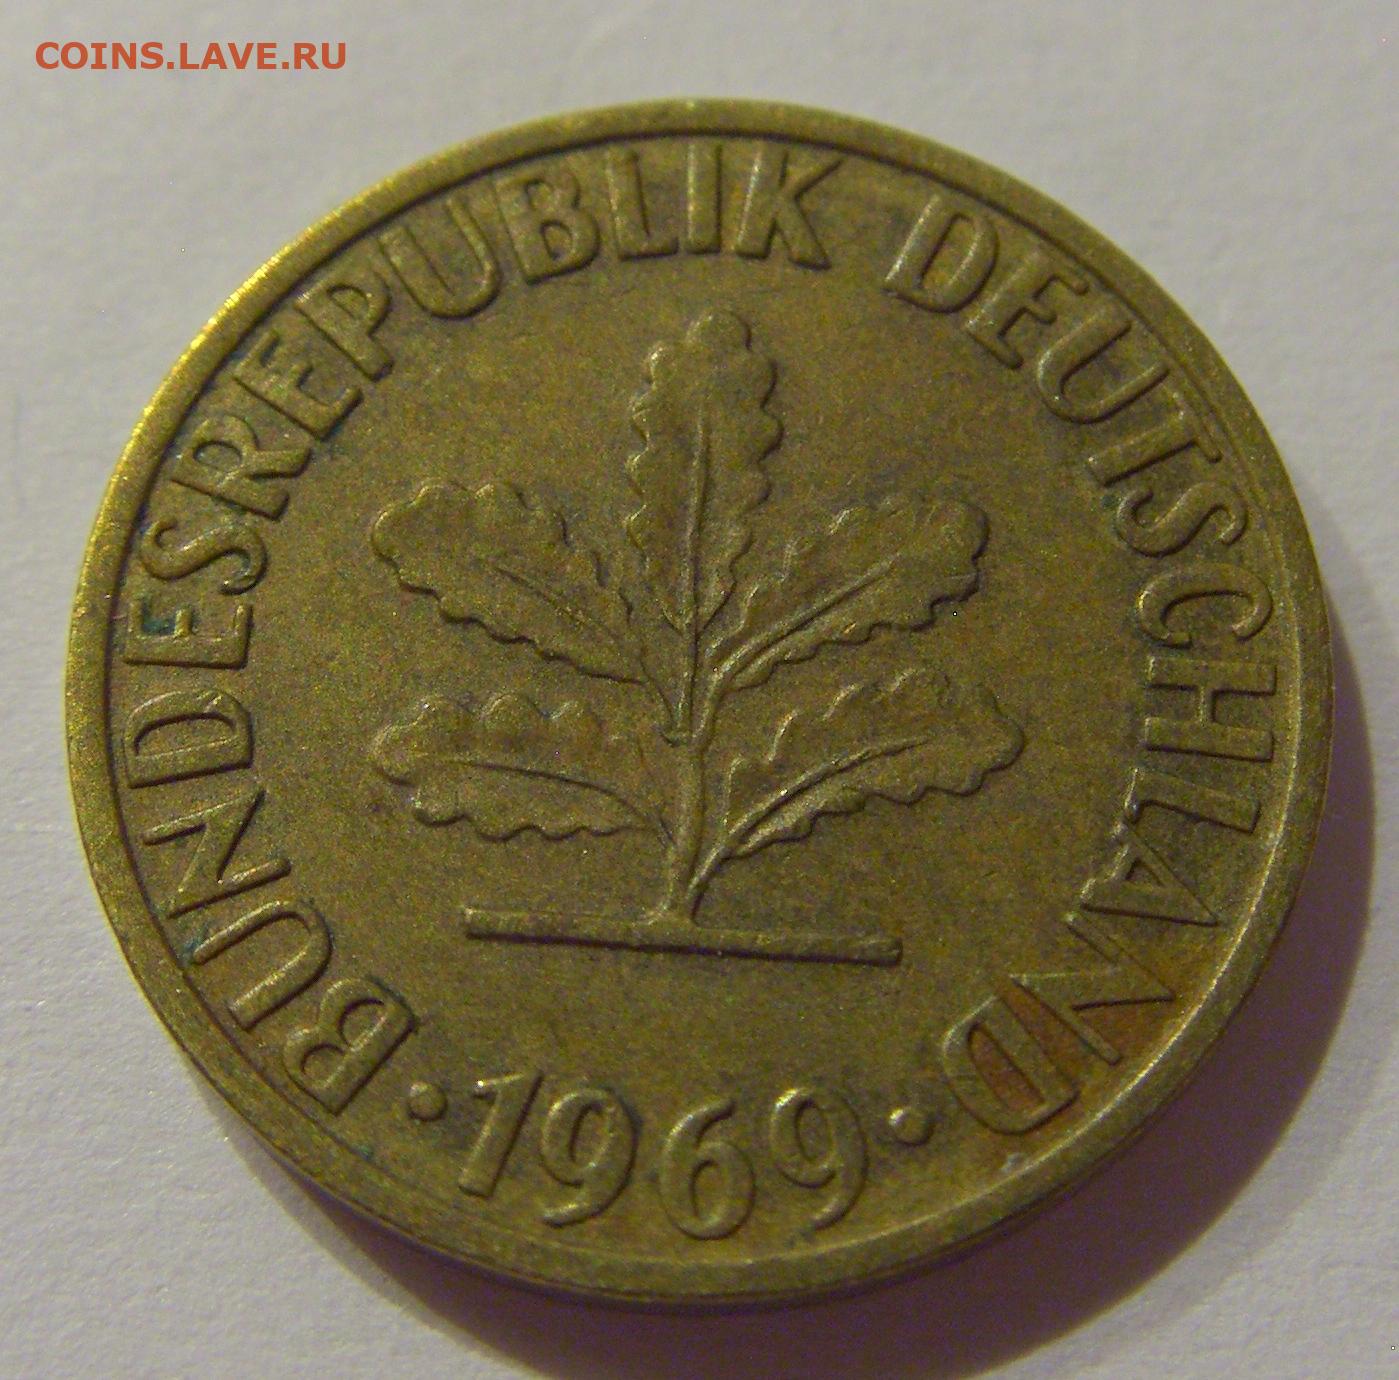 COINS.LAVE.RU
BUNDESREPUBLIK DEUTSCHLAND
· 1969 ·